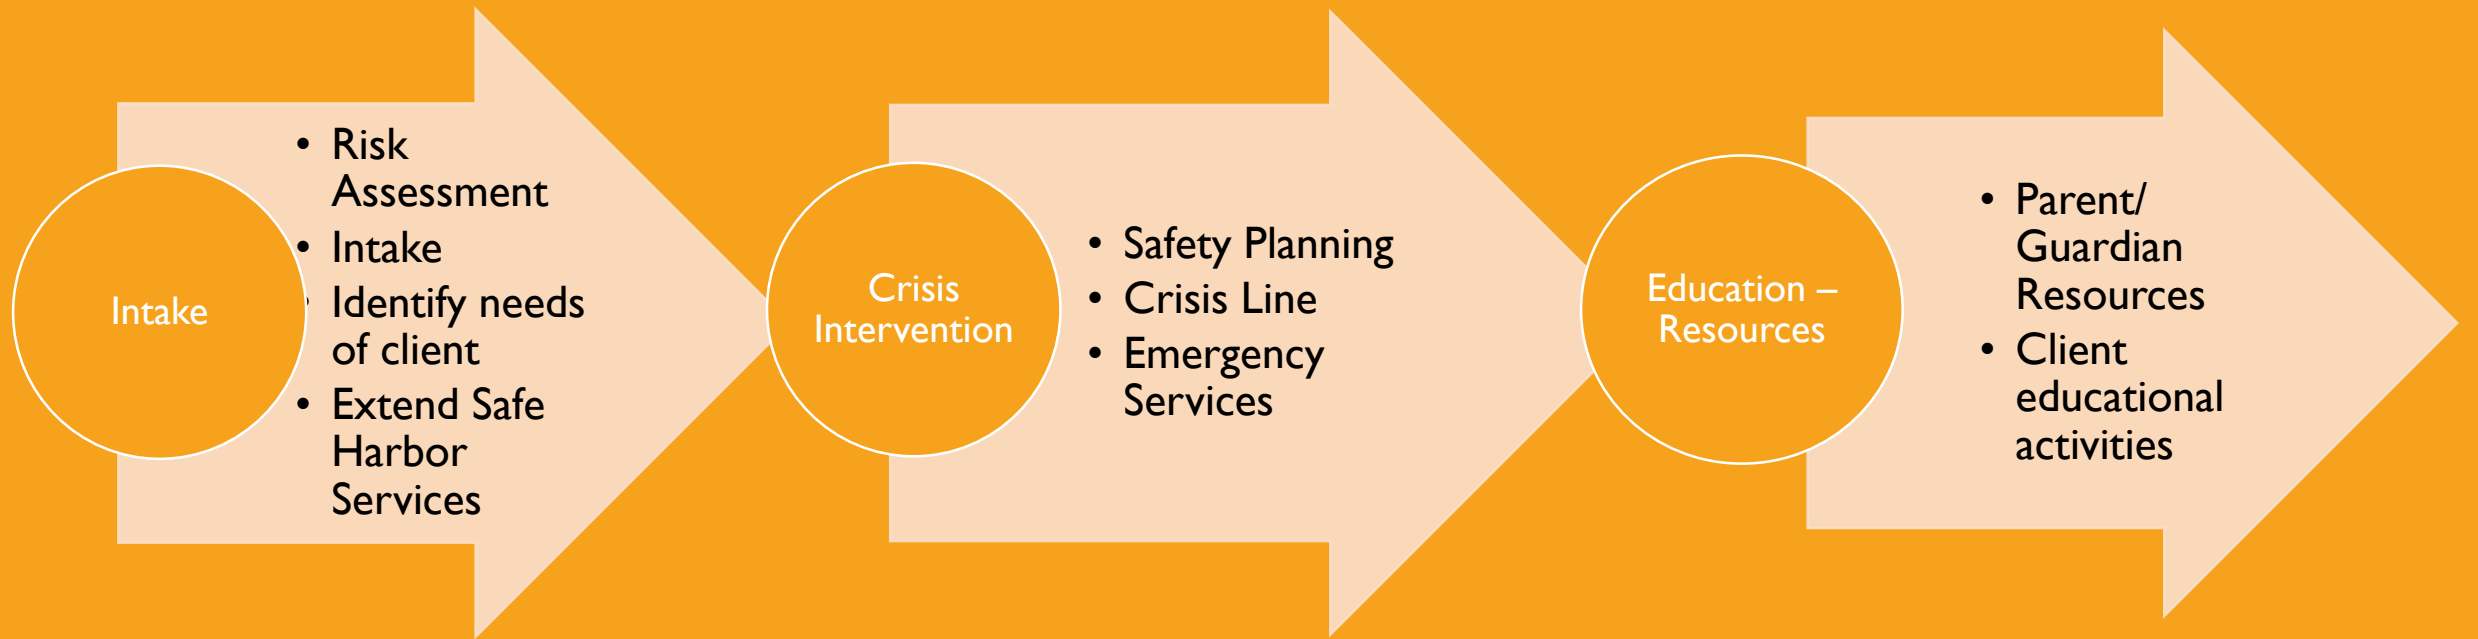 Intake
• Risk
Assessment
• Intake
• Identify needs
of client
• Extend Safe
Harbor
Services
Crisis
Intervention
• Safety Planning
• Crisis Line
• Emergency
Services
Education –
Resources
• Parent/
Guardian
Resources
• Client
educational
activities